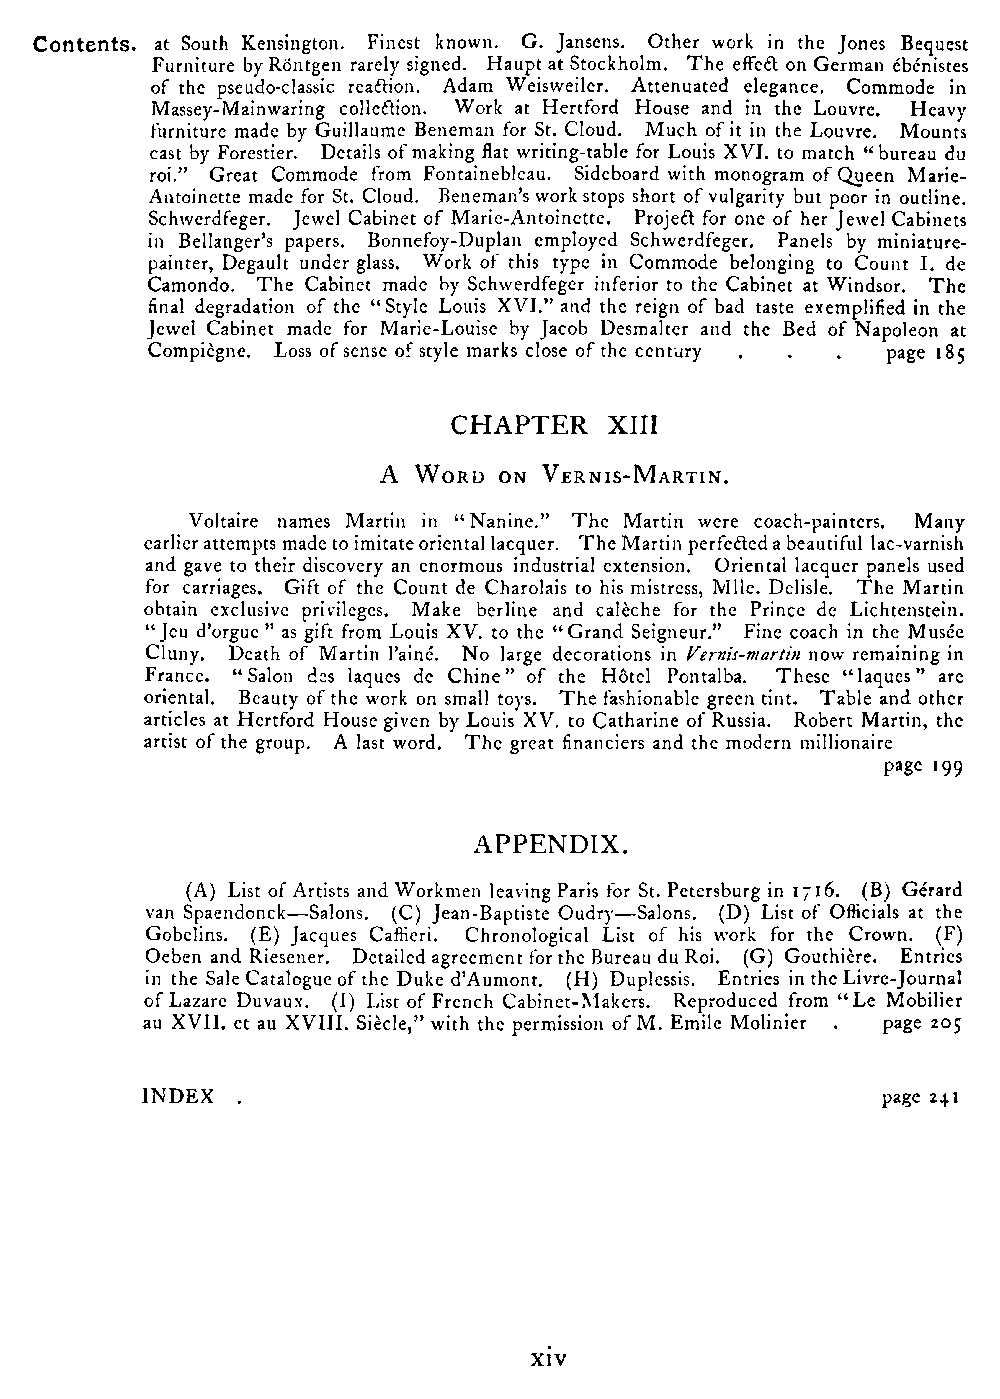 Contents. at South Kensington. Finest known. G. Jansens. Other work in the Jones Bequest
Furniture by Röntgen rarely signed. Haupt at Stockholm. The effect on German ébénistes
of the pseudo-classic reaction. Adam Weisweiler. Attenuated elegance. Commode in
Massey-Mainwaring collection. Work at Hertford House and in the Louvre. Heavy
furniture made by Guillaume Beneman for St. Cloud. Much of it in the Louvre. Mounts
cast by Forestier. Details of making flat writing-table for Louis XVI. to match “bureau du
roi.” Great Commode from Fontainebleau. Sideboard with monogram of Queen Marie-
Antoinette made for St. Cloud. Beneman's work stops short of vulgarity but poor in outline.
Schwerdfeger. Jewel Cabinet of Marie-Antoinette. Project for one of her Jewel Cabinets
in Bellanger's papers. Bonnefoy-Duplan employed Schwerdfeger. Panels by miniature-
painter, Degault under glass. Work of this type in Commode belonging to Count I. de
Camondo. The Cabinet made by Schwerdfeger inferior to the Cabinet at Windsor. The
final degradation of the “Style Louis XVI.” and the reign of bad taste exemplified in the
Jewel Cabinet made for Marie-Louise by Jacob Desmalter and the Bed of Napoleon at
Compiègne. Loss of sense of style marks close of the century . . . page 185
CHAPTER XIII
A WORD ON VERNIS-MARTIN.
Voltaire names Martin in “Nanine.” The Martin were coach-painters. Many
earlier attempts made to imitate oriental lacquer. The Martin perfected a beautiful lac-varnish
and gave to their discovery an enormous industrial extension. Oriental lacquer panels used
for carriages. Gift of the Count de Charolais to his mistress, Mlle. Delisle. The Martin
obtain exclusive privileges. Make berline and calèche for the Prince de Lichtenstein.
“Jeu d'orgue” as gift from Louis XV. to the “Grand Seigneur.” Fine coach in the Musée
Cluny. Death of Martin l'ainé. No large decorations in Vernis-martin now remaining in
France. “Salon des laques de Chine” of the Hôtel Pontalba. These “laques” are
oriental. Beauty of the work on small toys. The fashionable green tint. Table and other
articles at Hertford House given by Louis XV. to Catharine of Russia. Robert Martin, the
artist of the group. A last word. The great financiers and the modern millionaire
page 199
APPENDIX.
(A) List of Artists and Workmen leaving Paris for St. Petersburg in 1716. (B) Gérard
van Spaendonck—Salons. (C) Jean-Baptiste Oudry—Salons. (D) List of Officials at the
Gobelins. (E) Jacques Caffieri. Chronological List of his work for the Crown. (F)
Oeben and Riesener. Detailed agreement for the Bureau du Roi. (G) Gouthière. Entries
in the Sale Catalogue of the Duke d'Aumont. (H) Duplessis. Entries in the Livre-Journal
of Lazare Duvaux. (I) List of French Cabinet-Makers. Reproduced from “Le Mobilier
au XVII. et au XVIII. Siècle,” with the permission of M. Emile Molinier . page 205
INDEX . page 241
xiv